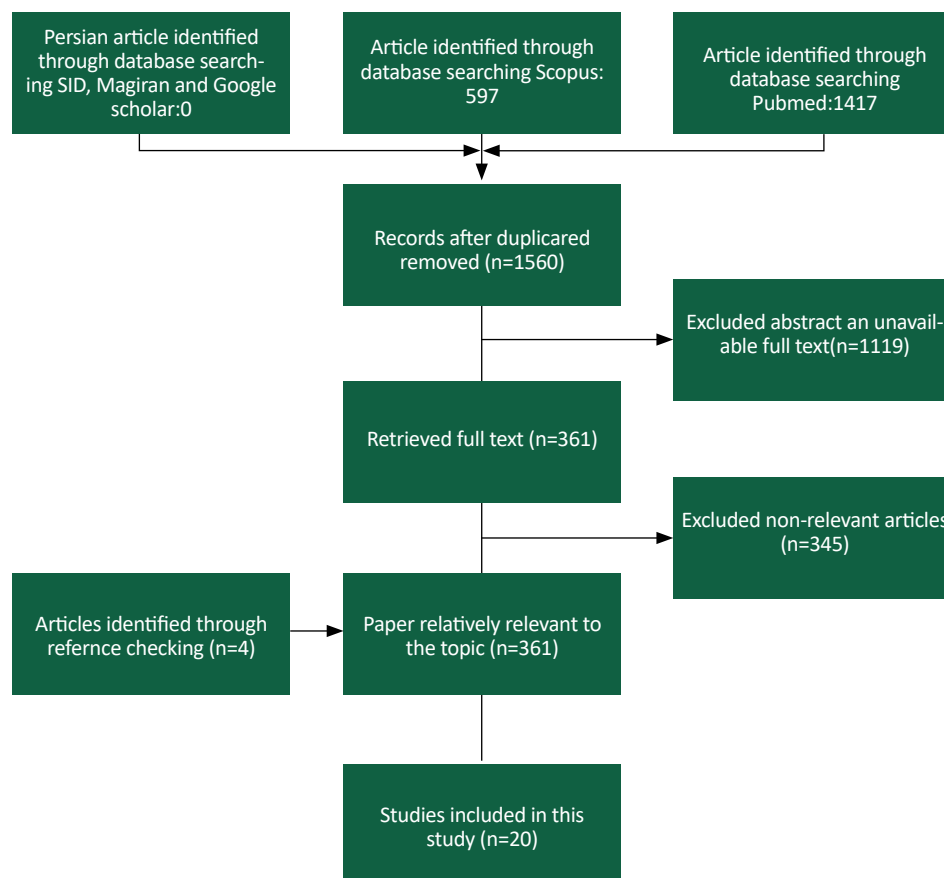 Persian article identified
through database search-
ing SID, Magiran and Google
scholar:0
Article identified through
database searching Scopus:
597
Article identified through
database searching
Pubmed:1417
Records after duplicared
removed (n=1560)
Excluded abstract an unavail-
able full text(n=1119)
Retrieved full text (n=361)
Excluded non-relevant articles
(n=345)
Articles identified through
refernce checking (n=4)
Paper relatively relevant to
the topic (n=361)
Studies included in this
study (n=20)